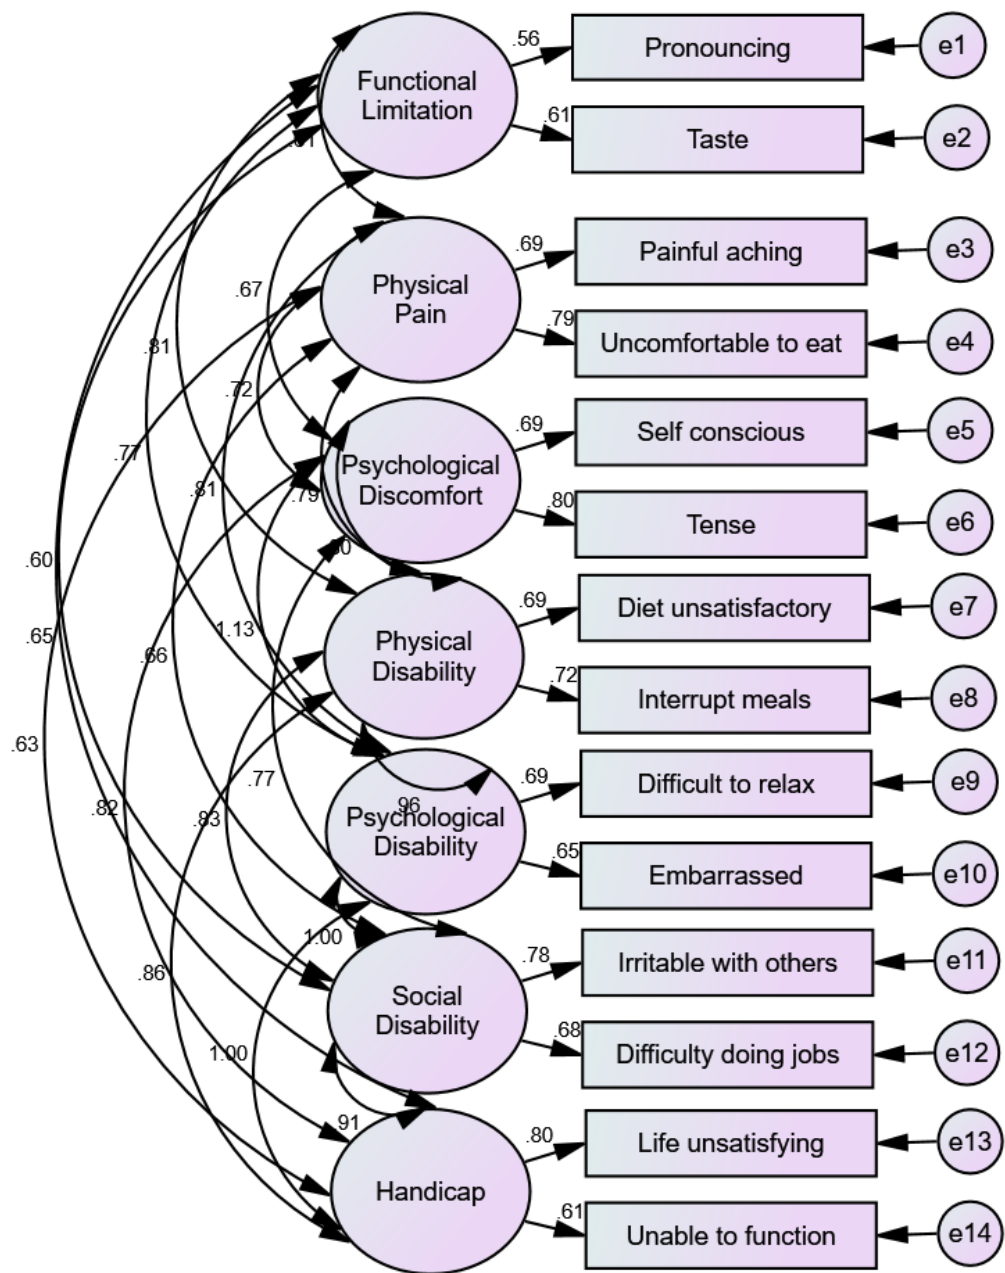 .56
Pronouncing
e1
Functional
Limitation
.61
Taste
e2
.69
Painful aching
e3
.67
Physical
Pain
.79
Uncomfortable to eat
e4
.81
.72
.69
Self conscious
e5
.77
Psychological
Discomfort
.81
.79
.80
Tense
e6
.60
.69
Diet unsatisfactory
e7
.65
1.13
.66
Physical
Disability
.72
Interrupt meals
e8
.63
.77
.69
Difficult to relax
e9
.82
.83
.96
Psychological
Disability
.65
Embarrassed
e10
1.00
.78
Irritable with others
e11
.86
Social
Disability
.68
Difficulty doing jobs
e12
1.00
.91
.80
Life unsatisfying
e13
Handicap
.61
Unable to function
e14